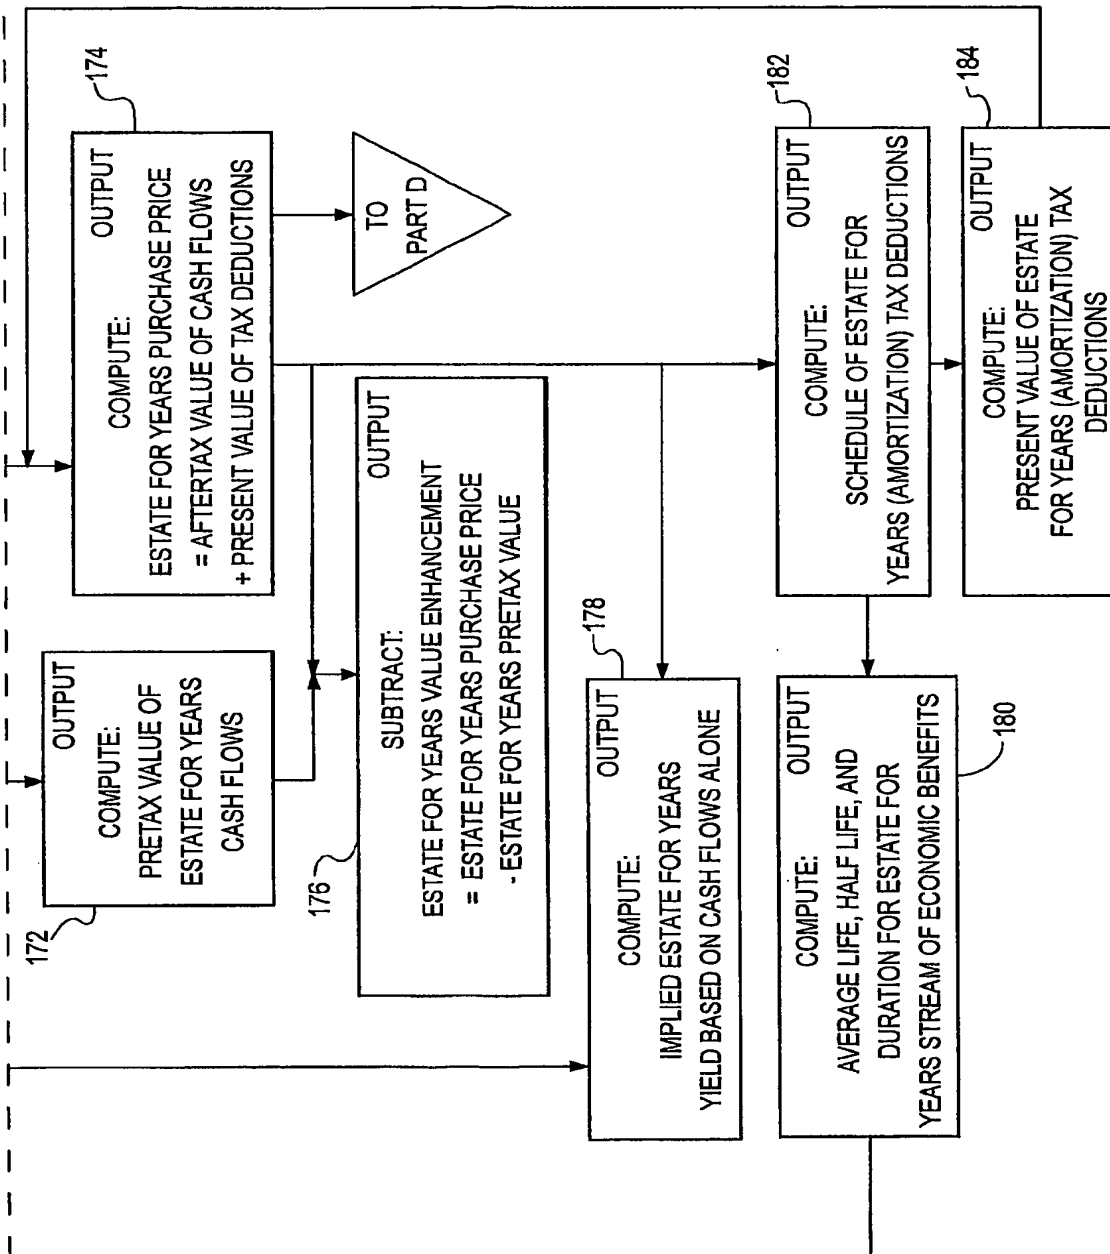 172
OUTPUT
COMPUTE:
PRETAX VALUE OF
ESTATE FOR YEARS
CASH FLOWS
174
OUTPUT
COMPUTE:
ESTATE FOR YEARS PURCHASE PRICE
= AFTERTAX VALUE OF CASH FLOWS
+ PRESENT VALUE OF TAX DEDUCTIONS
TO
PART D
176
OUTPUT
SUBTRACT:
ESTATE FOR YEARS VALUE ENHANCEMENT
= ESTATE FOR YEARS PURCHASE PRICE
- ESTATE FOR YEARS PRETAX VALUE
178
OUTPUT
COMPUTE:
IMPLIED ESTATE FOR YEARS
YIELD BASED ON CASH FLOWS ALONE
180
OUTPUT
COMPUTE:
AVERAGE LIFE, HALF LIFE, AND
DURATION FOR ESTATE FOR
YEARS STREAM OF ECONOMIC BENEFITS
182
OUTPUT
COMPUTE:
SCHEDULE OF ESTATE FOR
YEARS (AMORTIZATION) TAX DEDUCTIONS
184
OUTPUT
COMPUTE:
PRESENT VALUE OF ESTATE
FOR YEARS (AMORTIZATION) TAX
DEDUCTIONS